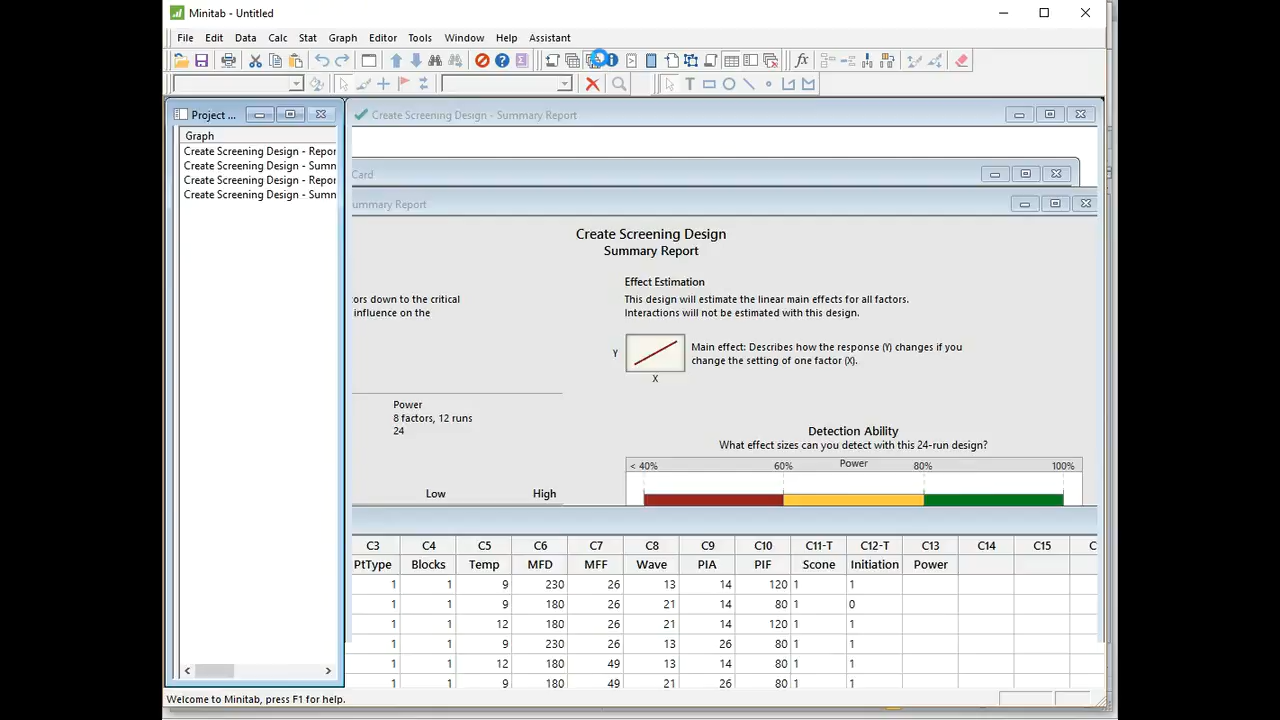 Minitab - Untitled
File Edit Data Calc Stat Graph Editor Tools Window Help Assistant
Project ...
Create Screening Design - Summary Report
Graph
Create Screening Design - Repor
Create Screening Design - Summ
Create Screening Design - Repor
Create Screening Design - Summ
Card
ummary Report
Create Screening Design
Summary Report
Effect Estimation
ors down to the critical
influence on the
This design will estimate the linear main effects for all factors.
Interactions will not be estimated with this design.
Y
X
Main effect: Describes how the response (Y) changes if you
change the setting of one factor (X).
Power
8 factors, 12 runs
24
Low High
Detection Ability
What effect sizes can you detect with this 24-run design?
< 40% 60% Power 80% 100%
C3 C4 C5 C6 C7 C8 C9 C10 C11-T C12-T C13 C14 C15 C
PtType Blocks Temp MFD MFF Wave PIA PIF Scone Initiation Power
1 1 9 230 26 13 14 120 1 1
1 1 9 180 26 21 14 80 1 0
1 1 12 180 26 21 14 120 1 1
1 1 9 230 26 13 26 80 1 1
1 1 12 180 49 13 14 80 1 1
1 1 9 180 49 21 26 80 1 1
Welcome to Minitab, press F1 for help.